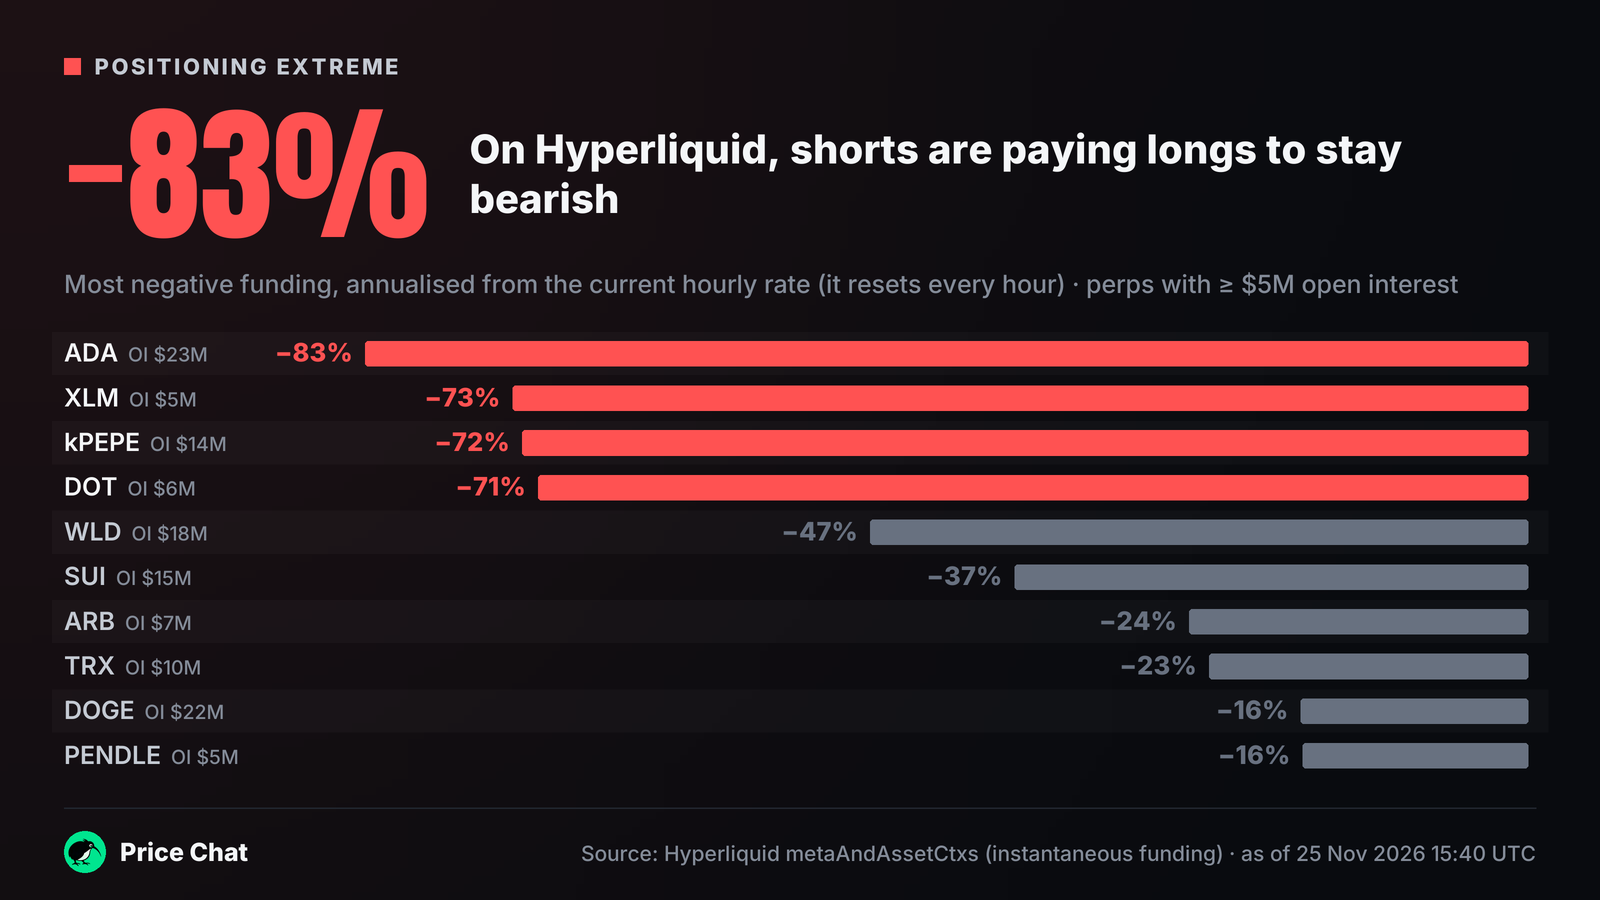 POSITIONING EXTREME
−83%
On Hyperliquid, shorts are paying longs to stay
bearish
Most negative funding, annualised from the current hourly rate (it resets every hour) · perps with ≥ $5M open interest
ADA OI $23M −83%
XLM OI $5M −73%
kPEPE OI $14M −72%
DOT OI $6M −71%
WLD OI $18M −47%
SUI OI $15M −37%
ARB OI $7M −24%
TRX OI $10M −23%
DOGE OI $22M −16%
PENDLE OI $5M −16%
Price Chat
Source: Hyperliquid metaAndAssetCtxs (instantaneous funding) · as of 25 Nov 2026 15:40 UTC